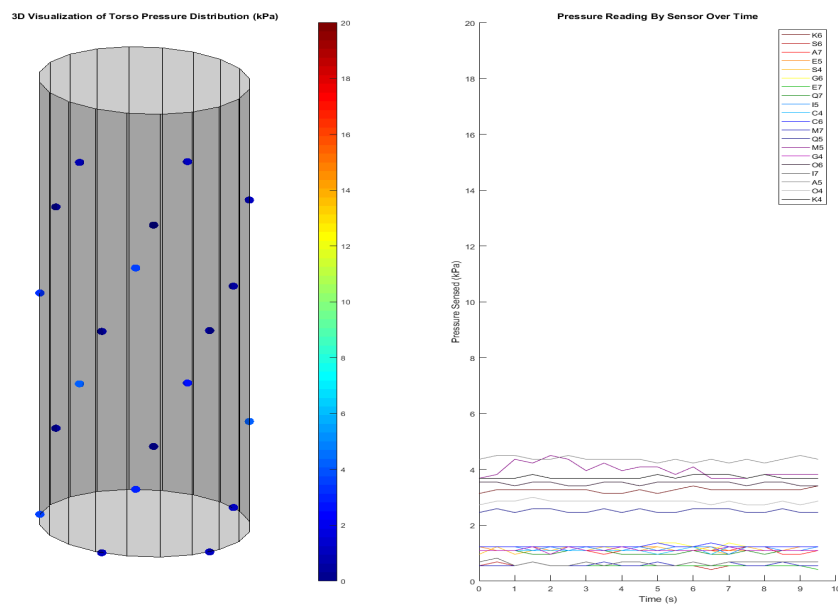 3D Visualization of Torso Pressure Distribution (kPa)
20
18
16
14
12
10
8
6
4
2
0
Pressure Reading By Sensor Over Time
Pressure Sensed (kPa)
20
18
16
14
12
10
8
6
4
2
0
0 1 2 3 4 5 6 7 8 9 10
Time (s)
K6
S6
A7
E5
S4
G6
E7
Q7
I5
C4
C6
M7
Q5
M5
G4
O6
I7
A5
O4
K4